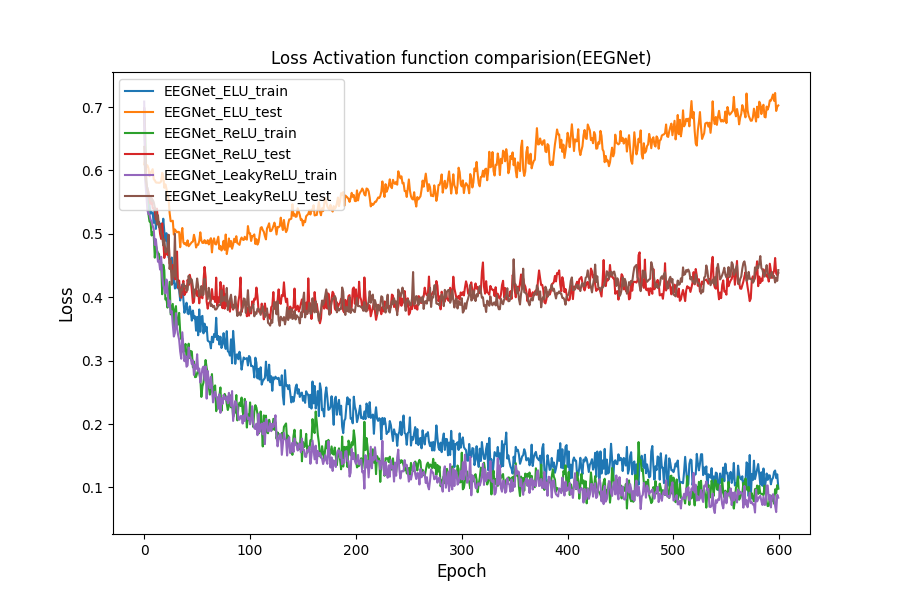 Loss Activation function comparision(EEGNet)
EEGNet_ELU_train
EEGNet_ELU_test
EEGNet_ReLU_train
EEGNet_ReLU_test
EEGNet_LeakyReLU_train
EEGNet_LeakyReLU_test
0.7
0.6
0.5
0.4
0.3
0.2
0.1
Loss
0 100 200 300 400 500 600
Epoch